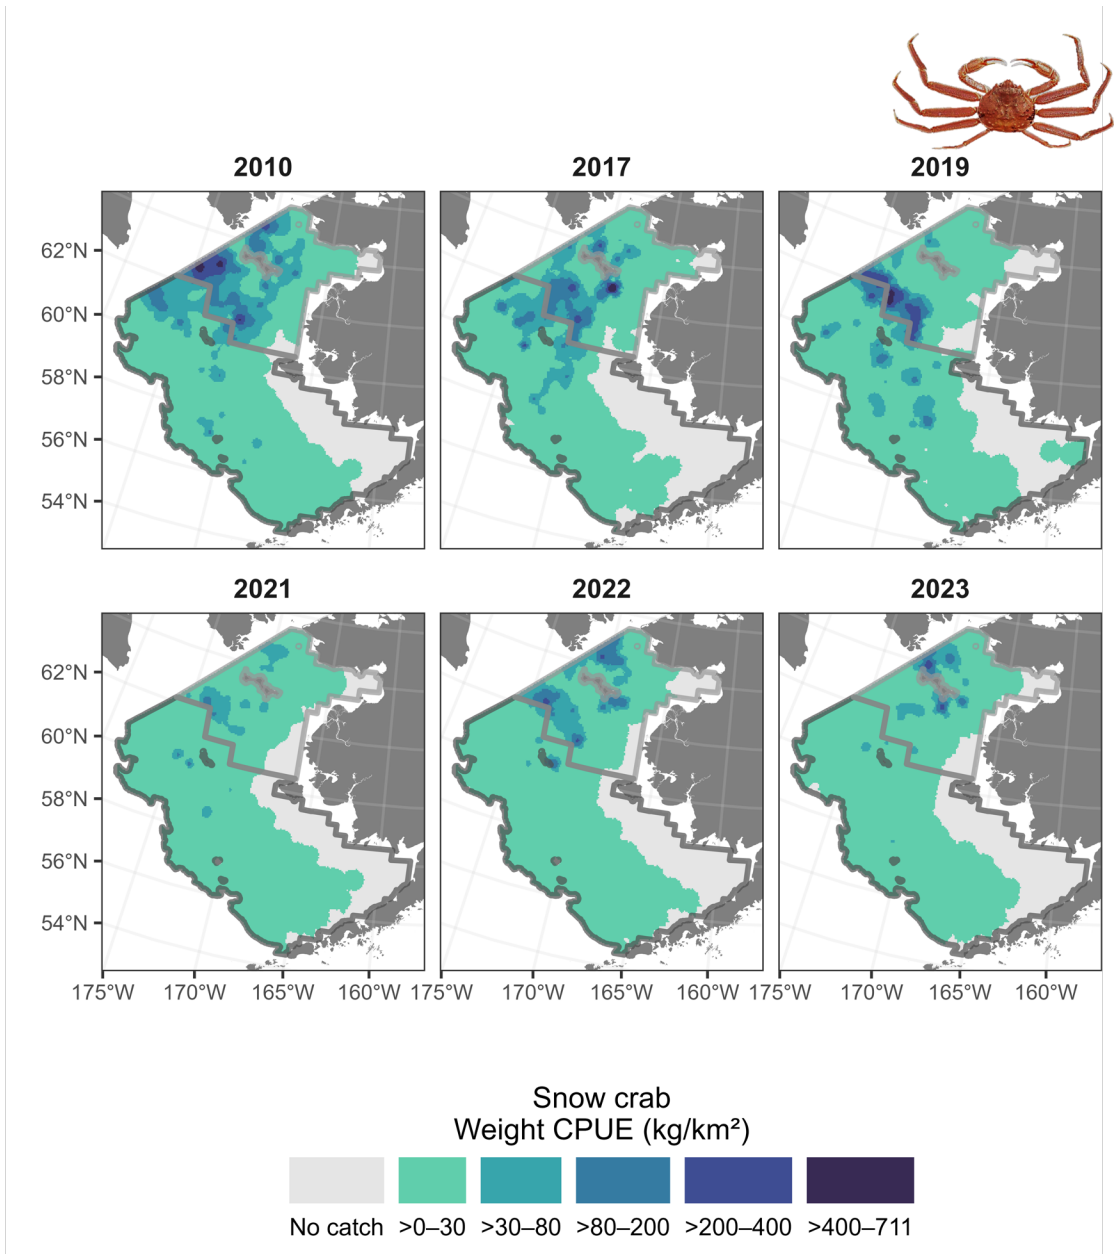 2010 2017 2019
62°N
60°N
58°N
56°N
54°N
2021 2022 2023
62°N
60°N
58°N
56°N
54°N
175°W 170°W 165°W 160°W 175°W 170°W 165°W 160°W 175°W 170°W 165°W 160°W
Snow crab
Weight CPUE (kg/km²)
No catch >0–30 >30–80 >80–200 >200–400 >400–711